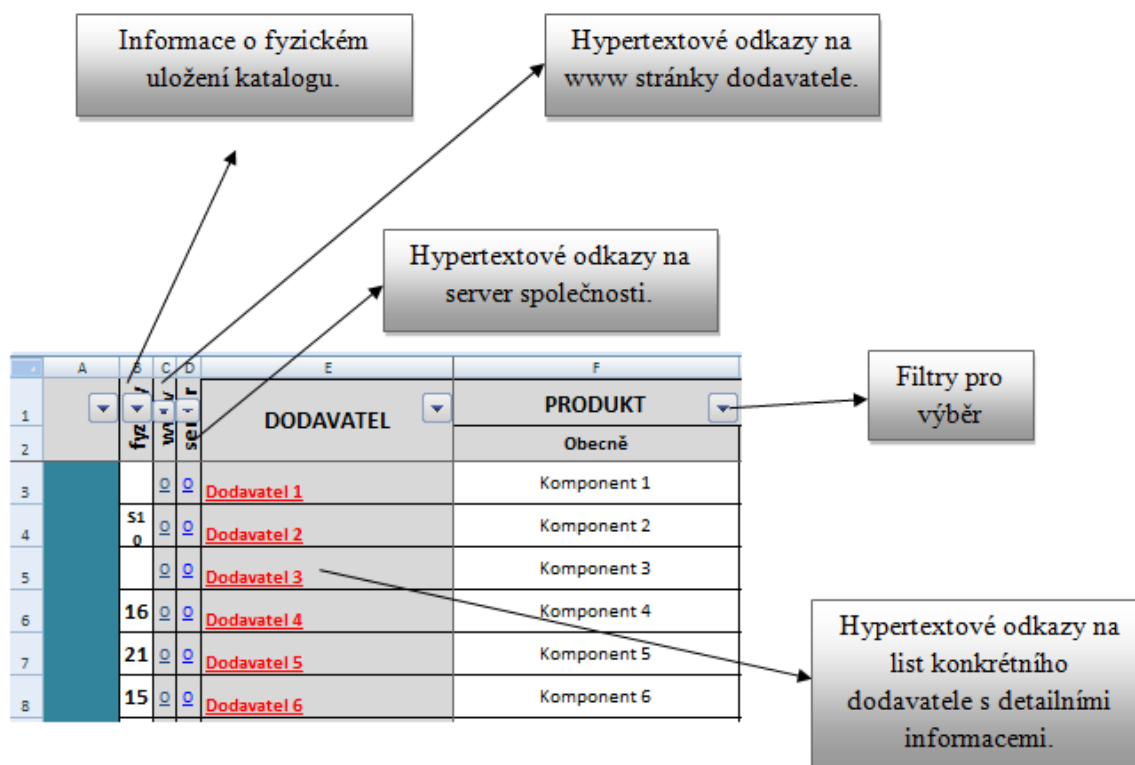 Informace o fyzickém
uložení katalogu.
Hypertextové odkazy na
www stránky dodavatele.
Hypertextové odkazy na
server společnosti.
Filtry pro
výběr
A B C D E F
1 DODAVATEL PRODUKT
2 Obecně
3 O O Dodavatel 1 Komponent 1
4 S1
0 O O Dodavatel 2 Komponent 2
5 O O Dodavatel 3 Komponent 3
6 16 O O Dodavatel 4 Komponent 4
7 21 O O Dodavatel 5 Komponent 5
8 15 O O Dodavatel 6 Komponent 6
Hypertextové odkazy na
list konkrétního
dodavatele s detailními
informacemi.